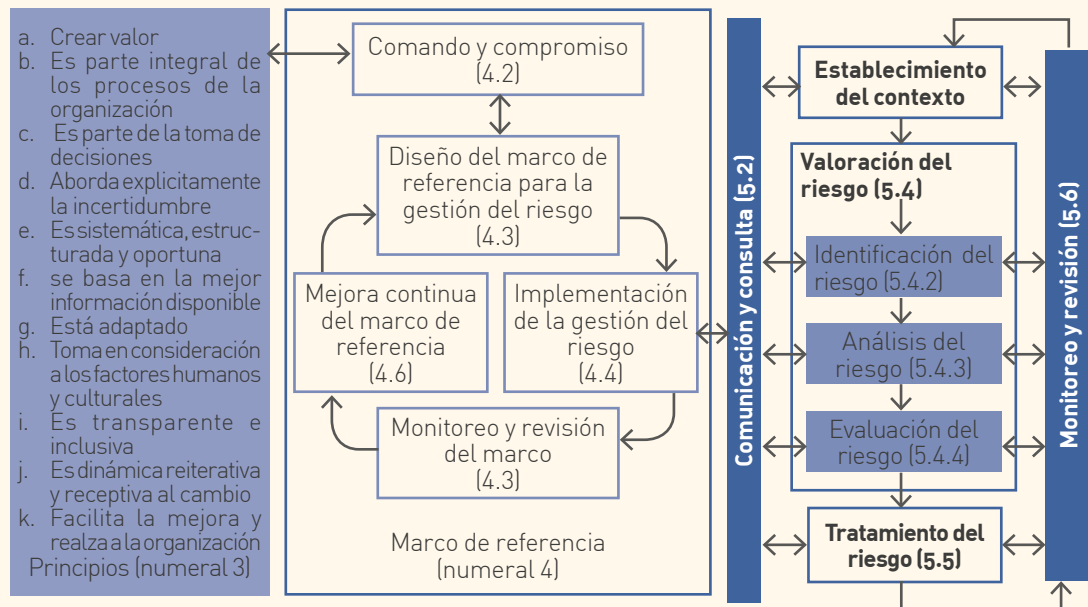 a. Crear valor
b. Es parte integral de
los procesos de la
organización
c. Es parte de la toma de
decisiones
d. Aborda explicitamente
la incertidumbre
e. Es sistemática, estruc-
turada y oportuna
f. se basa en la mejor
información disponible
g. Está adaptado
h. Toma en consideración
a los factores humanos
y culturales
i. Es transparente e
inclusiva
j. Es dinámica reiterativa
y receptiva al cambio
k. Facilita la mejora y
realza a la organización
Principios (numeral 3)
Comando y compromiso
(4.2)
Diseño del marco de
referencia para la
gestión del riesgo
(4.3)
Mejora continua
del marco de
referencia
(4.6)
Implementación
de la gestión del
riesgo
(4.4)
Monitoreo y revisión
del marco
(4.3)
Marco de referencia
(numeral 4)
Comunicación y consulta (5.2)
Establecimiento
del contexto
Valoración del
riesgo (5.4)
Identificación del
riesgo (5.4.2)
Análisis del
riesgo (5.4.3)
Evaluación del
riesgo (5.4.4)
Tratamiento del
riesgo (5.5)
Monitoreo y revisión (5.6)